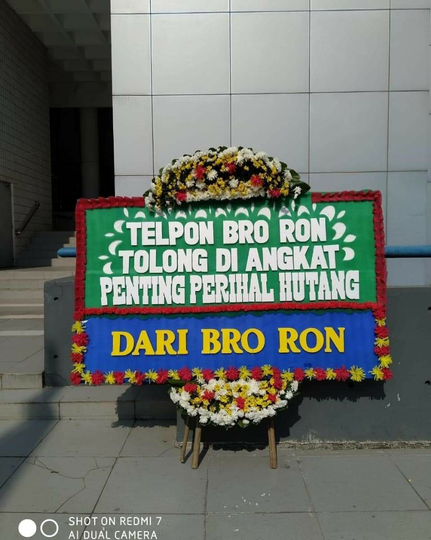 TELPON BRO RON
TOLONG DI ANGKAT
PENTING PERIHAL HUTANG
DARI BRO RON
SHOT ON REDMI 7
AI DUAL CAMERA